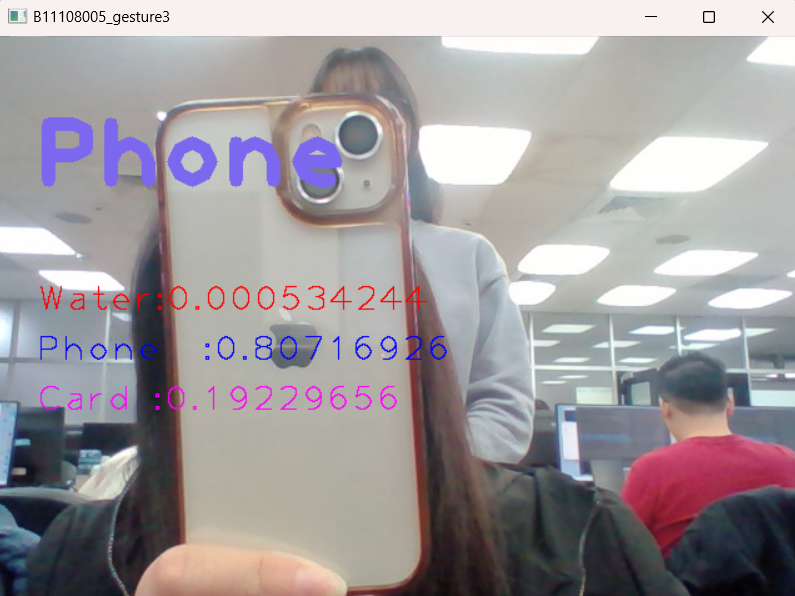 B11108005_gesture3
Phone
Water:0.000534244
Phone :0.80716926
Card :0.19229656